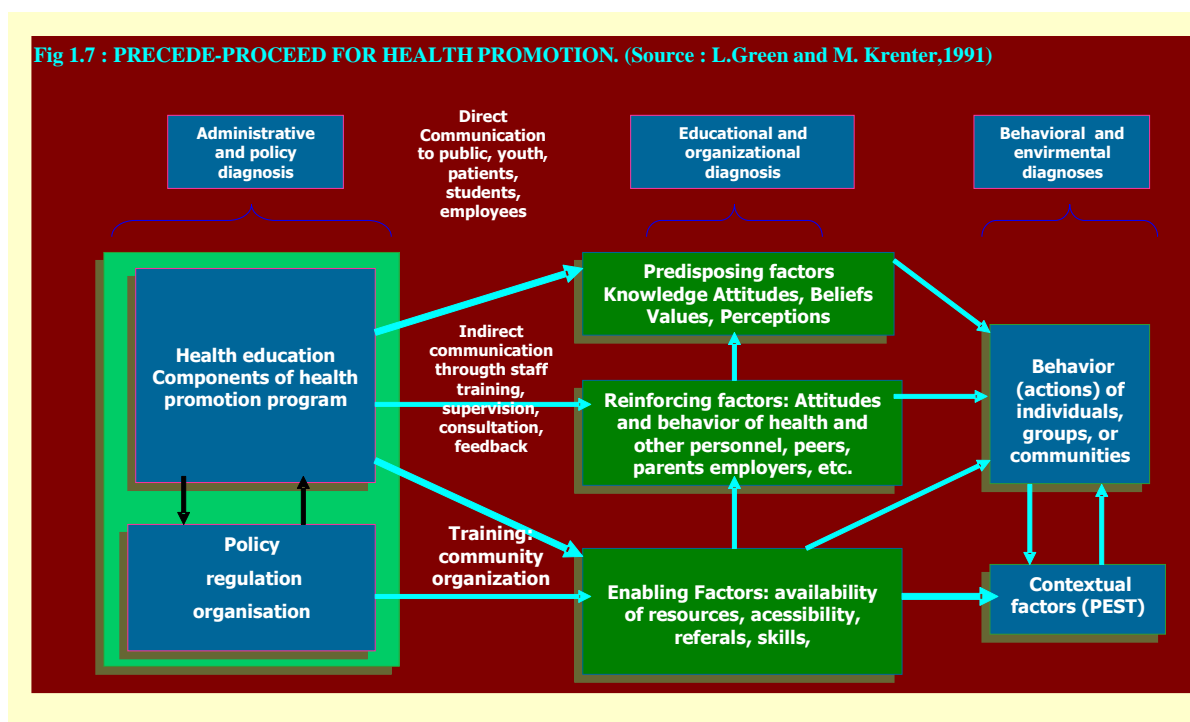 Fig 1.7 : PRECEDE-PROCEED FOR HEALTH PROMOTION. (Source : L.Green and M. Krenter,1991)
Administrative
and policy
diagnosis
Direct
Communication
to public, youth,
patients,
students,
employees
Educational and
organizational
diagnosis
Behavioral and
envirmental
diagnoses
Health education
Components of health
promotion program
Indirect
communication
througth staff
training,
supervision,
consultation,
feedback
Predisposing factors
Knowledge Attitudes, Beliefs
Values, Perceptions
Reinforcing factors: Attitudes
and behavior of health and
other personnel, peers,
parents employers, etc.
Behavior
(actions) of
individuals,
groups, or
communities
Policy
regulation
organisation
Training:
community
organization
Enabling Factors: availability
of resources, acessibility,
referals, skills,
Contextual
factors (PEST)